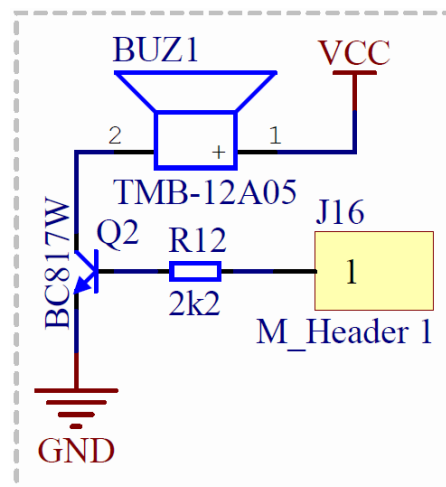 BUZ1
VCC
2
+
1
TMB-12A05
BC817W
Q2
R12
2k2
J16
1
M_Header 1
GND